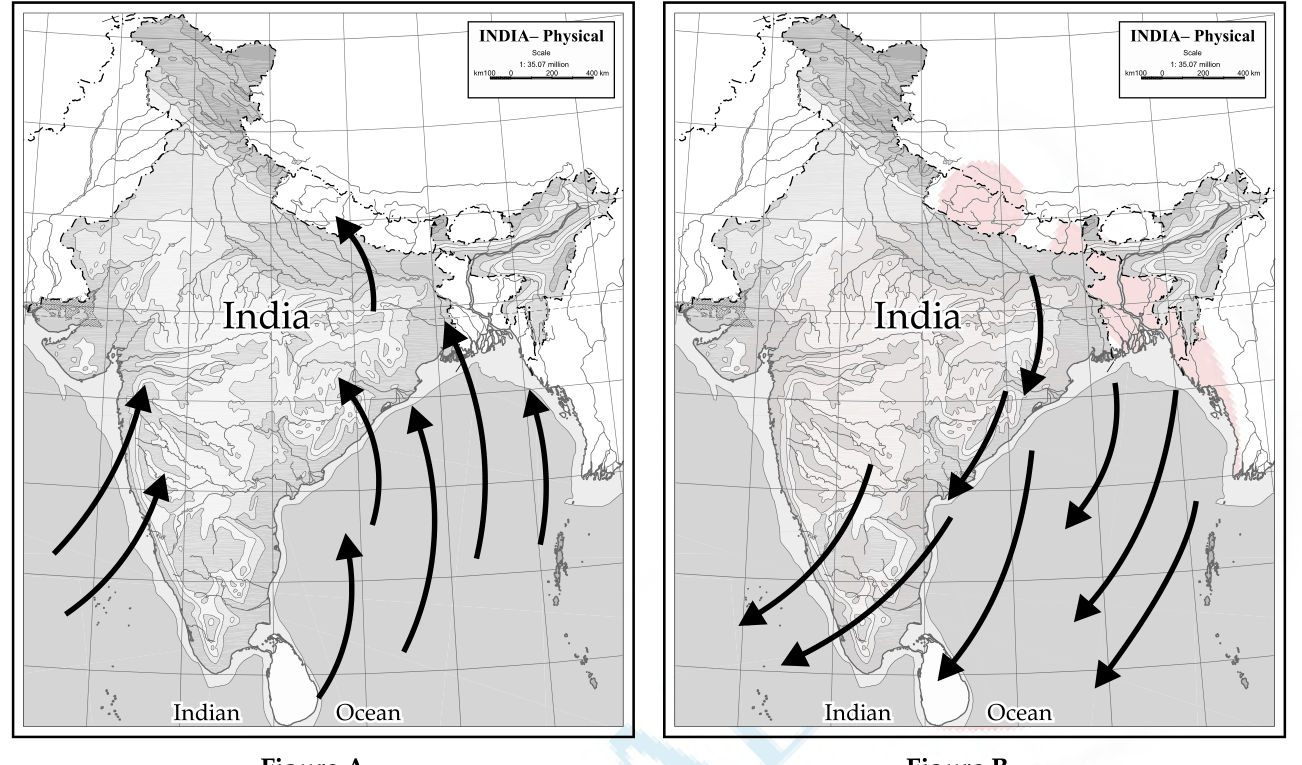 INDIA– Physical
Scale
1: 35.07 million
km100 0 200 400 km
India
Indian Ocean
Figure A
INDIA– Physical
Scale
1: 35.07 million
km100 0 200 400 km
India
Indian Ocean
Figure B